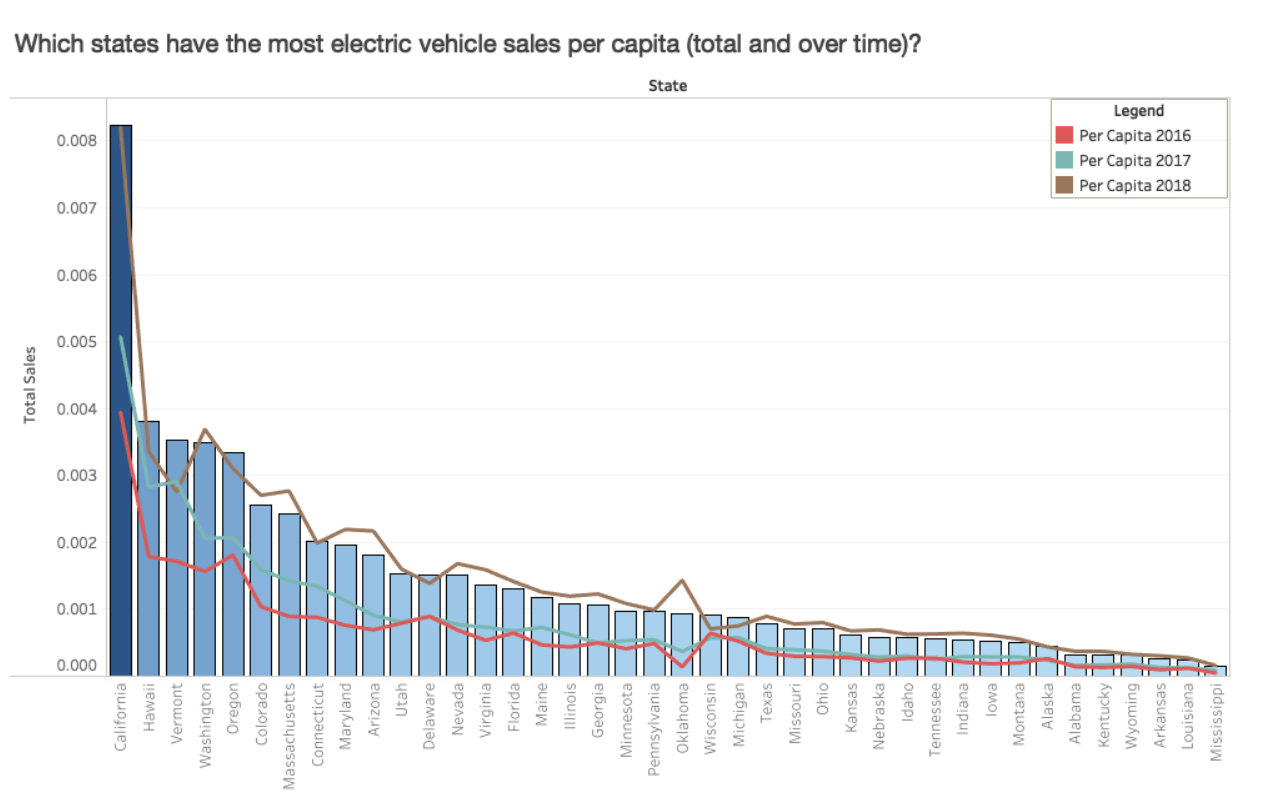 Which states have the most electric vehicle sales per capita (total and over time)?
State
Legend
Per Capita 2016
Per Capita 2017
Per Capita 2018
Total Sales
0.008
0.007
0.006
0.005
0.004
0.003
0.002
0.001
0.000
California
Hawaii
Vermont
Washington
Oregon
Colorado
Massachusetts
Connecticut
Maryland
Arizona
Utah
Delaware
Nevada
Virginia
Florida
Maine
Illinois
Georgia
Minnesota
Pennsylvania
Oklahoma
Wisconsin
Michigan
Texas
Missouri
Ohio
Kansas
Nebraska
Idaho
Tennessee
Indiana
Iowa
Montana
Alaska
Alabama
Kentucky
Wyoming
Arkansas
Louisiana
Mississippi